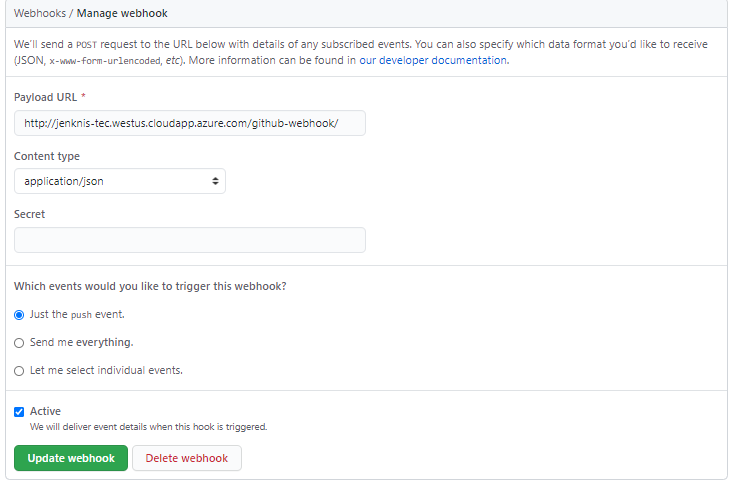 Webhooks / Manage webhook
We'll send a POST request to the URL below with details of any subscribed events. You can also specify which data format you'd like to receive
(JSON, x-www-form-urlencoded, etc). More information can be found in our developer documentation.
Payload URL *
http://jenknis-tec.westus.cloudapp.azure.com/github-webhook/
Content type
application/json
Secret
Which events would you like to trigger this webhook?
Just the push event.
Send me everything.
Let me select individual events.
Active
We will deliver event details when this hook is triggered.
Update webhook Delete webhook